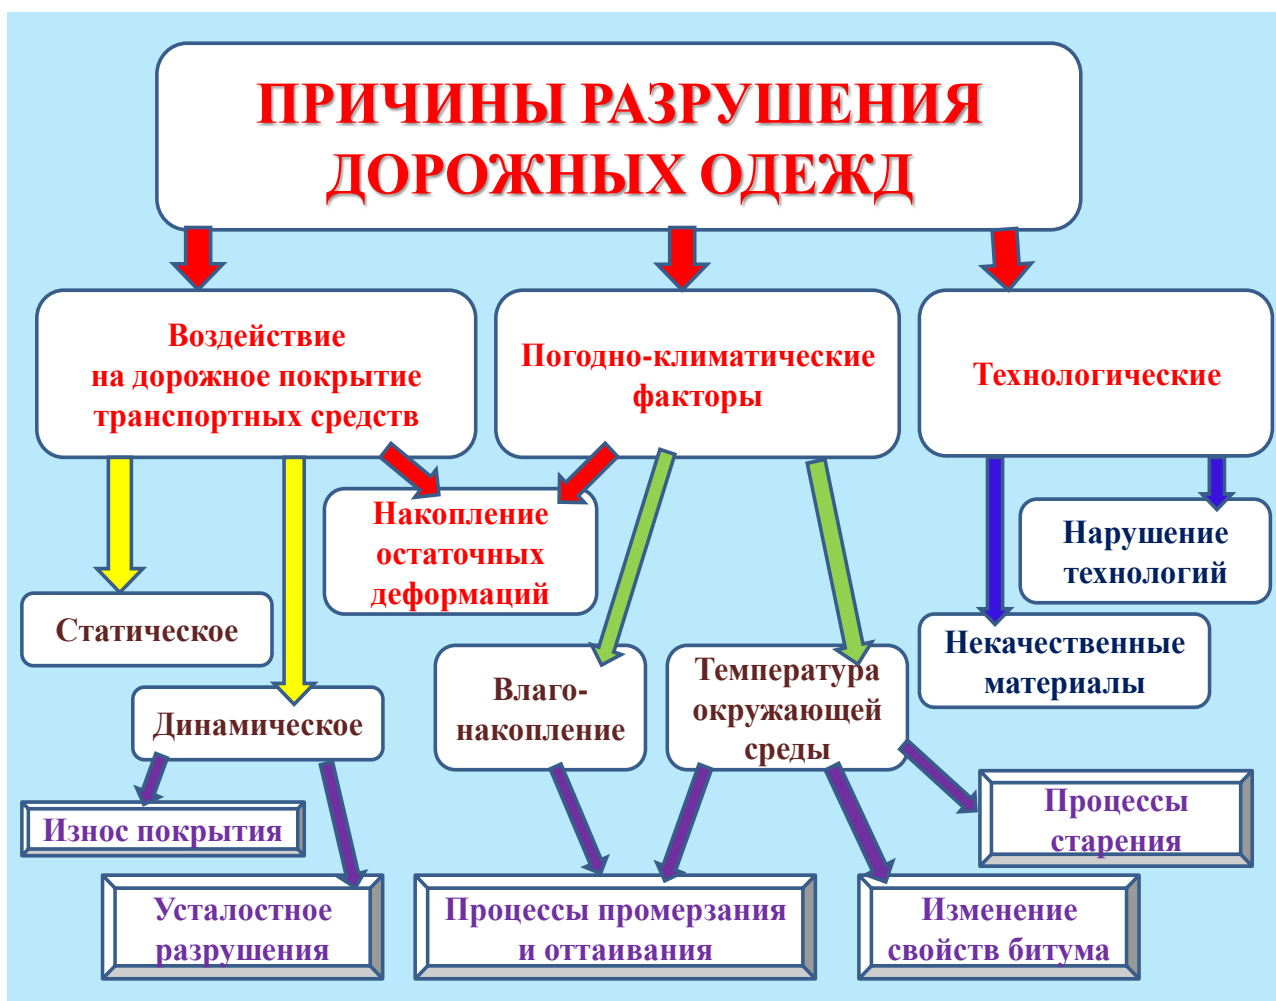 ПРИЧИНЫ РАЗРУШЕНИЯ
ДОРОЖНЫХ ОДЕЖД
Воздействие
на дорожное покрытие
транспортных средств
Погодно-климатические
факторы
Технологические
Накопление
остаточных
деформаций
Нарушение
технологий
Статическое
Некачественные
материалы
Влаго-
накопление
Температура
окружающей
среды
Динамическое
Износ покрытия
Процессы
старения
Усталостное
разрушения
Процессы промерзания
и оттаивания
Изменение
свойств битума